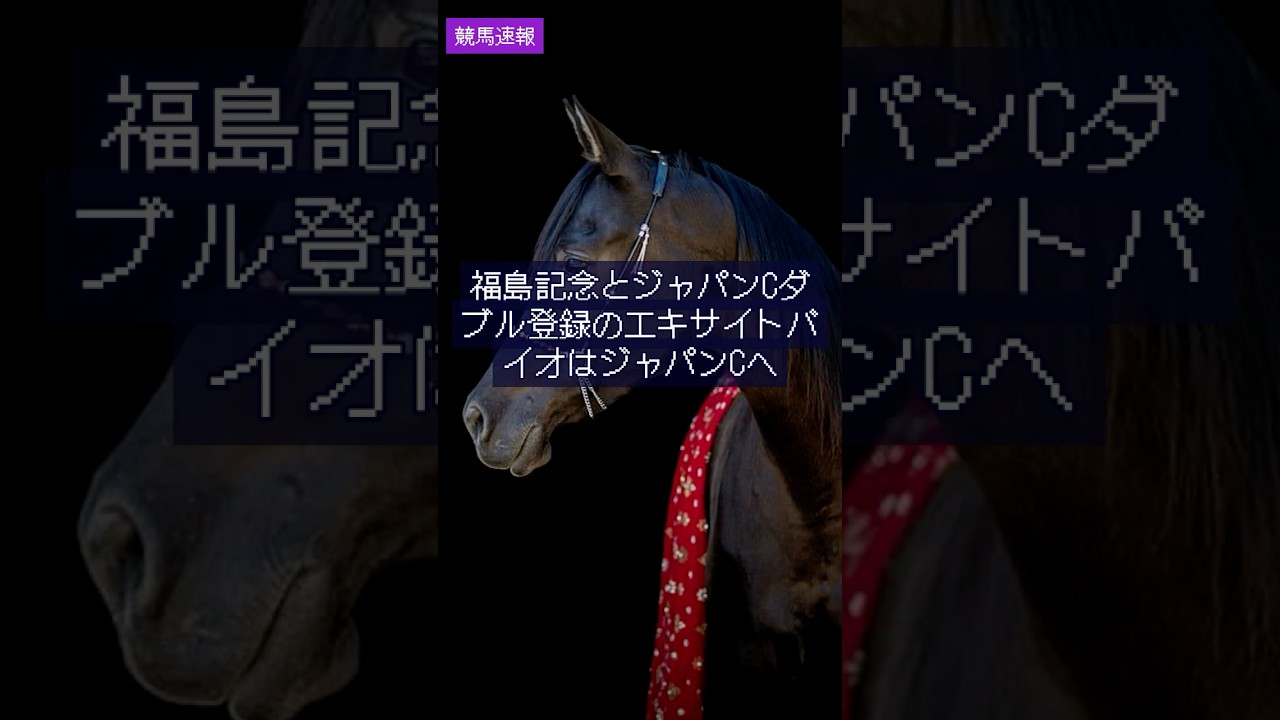 競馬速報
福島記念とジャパンCダ
ブル登録のエキサイトバ
イオはジャパンCへ